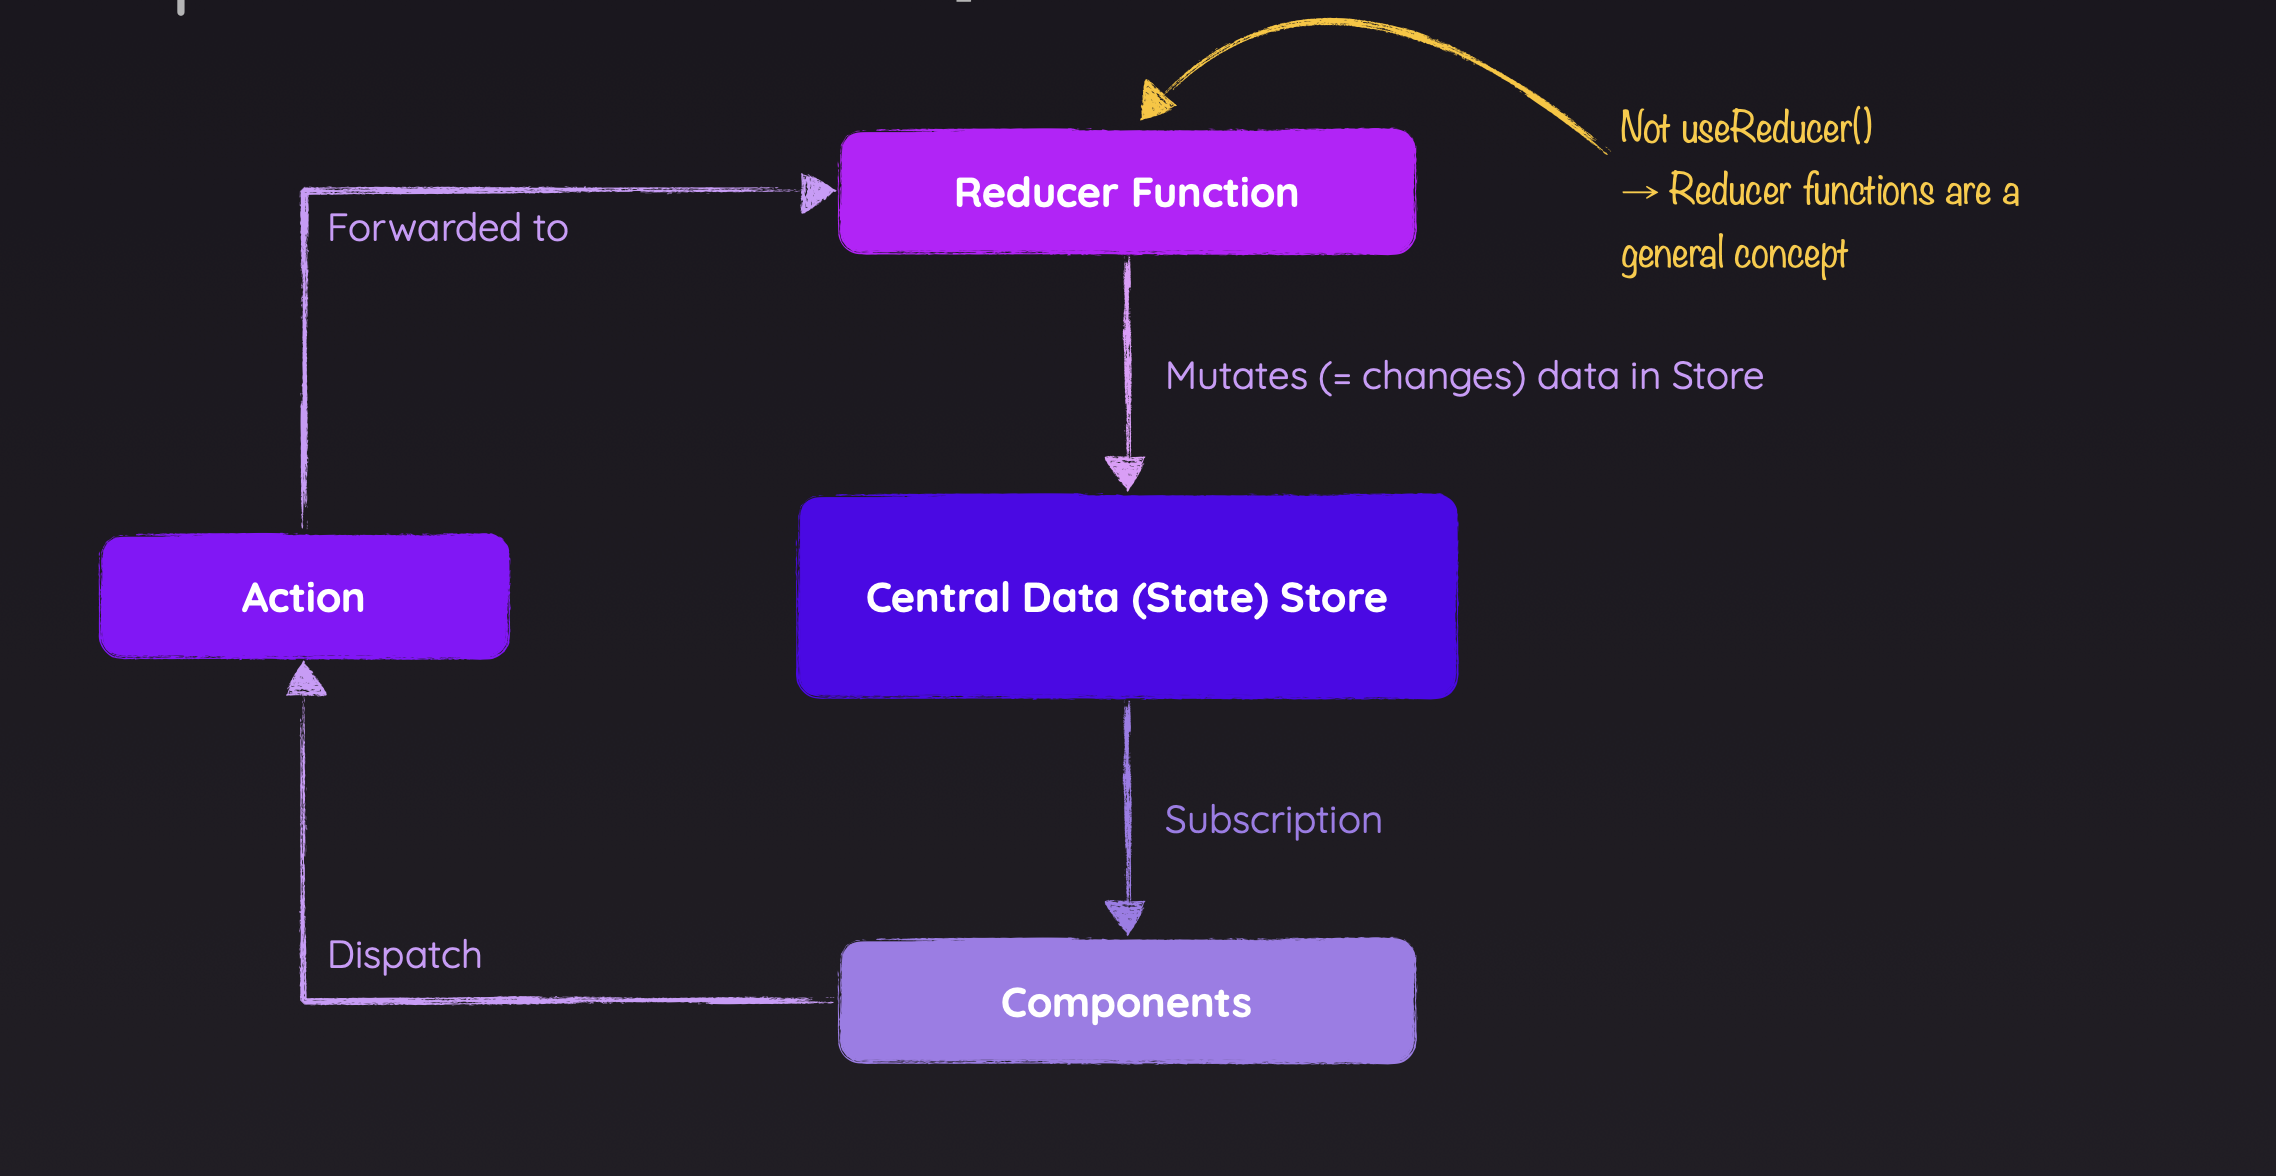 Not useReducer()
→ Reducer functions are a
general concept
Reducer Function
Forwarded to
Mutates (= changes) data in Store
Action
Central Data (State) Store
Subscription
Dispatch
Components